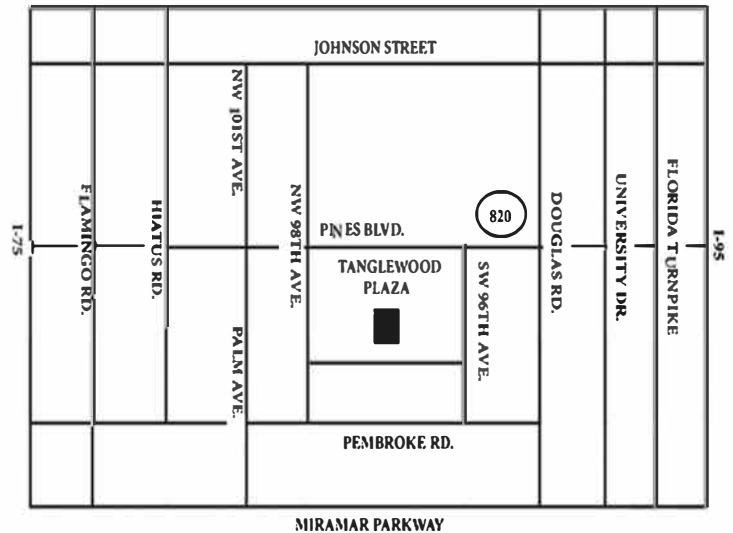 JOHNSON STREET
NW 101ST AVE.
NW 98TH AVE.
FLAMINGO RD.
HIATUS RD.
PINES BLVD.
820
DOUGLAS RD.
UNIVERSITY DR.
FLORIDA TURNPIKE
I-75
I-95
TANGLEWOOD
PLAZA
SW 96TH AVE.
PALM AVE.
PEMBROKE RD.
MIRAMAR PARKWAY